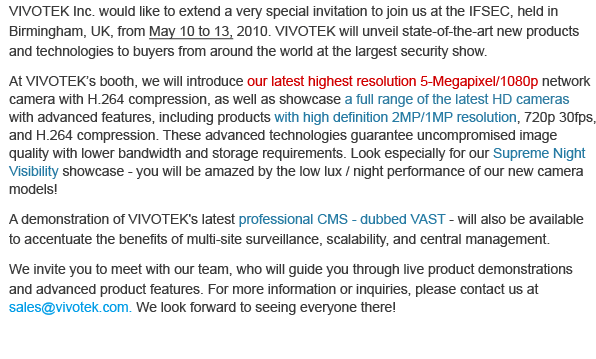 VIVOTEK Inc. would like to extend a very special invitation to join us at the IFSEC, held in
Birmingham, UK, from May 10 to 13, 2010. VIVOTEK will unveil state-of-the-art new products
and technologies to buyers from around the world at the largest security show.
At VIVOTEK's booth, we will introduce our latest highest resolution 5-Megapixel/1080p network
camera with H.264 compression, as well as showcase a full range of the latest HD cameras
with advanced features, including products with high definition 2MP/1MP resolution, 720p 30fps,
and H.264 compression. These advanced technologies guarantee uncompromised image
quality with lower bandwidth and storage requirements. Look especially for our Supreme Night
Visibility showcase - you will be amazed by the low lux / night performance of our new camera
models!
A demonstration of VIVOTEK's latest professional CMS - dubbed VAST - will also be available
to accentuate the benefits of multi-site surveillance, scalability, and central management.
We invite you to meet with our team, who will guide you through live product demonstrations
and advanced product features. For more information or inquiries, please contact us at
sales@vivotek.com. We look forward to seeing everyone there!